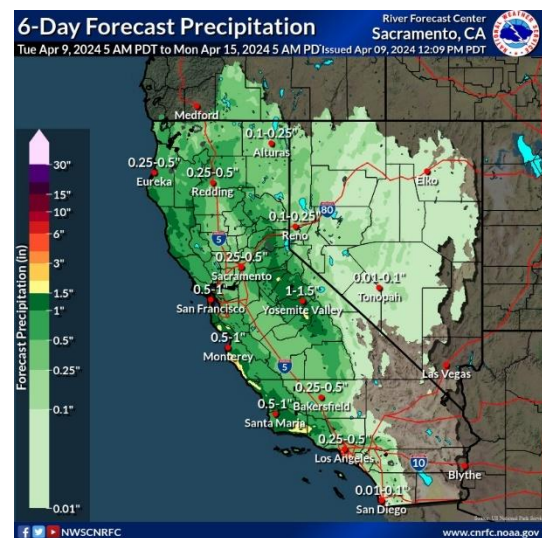 6-Day Forecast Precipitation
River Forecast Center
Sacramento, CA
Tue Apr 9, 2024 5 AM PDT to Mon Apr 15, 2024 5 AM PD
Issued Apr 09, 2024 12:09 PM PDT
Medford
0.1-0.25"
Alturas
0.25-0.5"
Eureka
0.25-0.5"
Redding
Elko
80
0.1-0.25"
Reno
5
0.25-0.5"
Sacramento
0.5-1"
San Francisco
1-1.5"
Yosemite Valley
0.01-0.1"
Tonopah
0.5-1"
Monterey
5
Las Vegas
0.25-0.5"
Bakersfield
0.5-1"
Santa Maria
0.25-0.5"
Los Angeles
10
Blythe
0.01-0.1"
San Diego
Forecast Precipitation (in)
30"
15"
10"
6"
3"
1.5"
1"
0.5"
0.25"
0.1"
0.01"
NWSCNRFC
www.cnrfc.noaa.gov